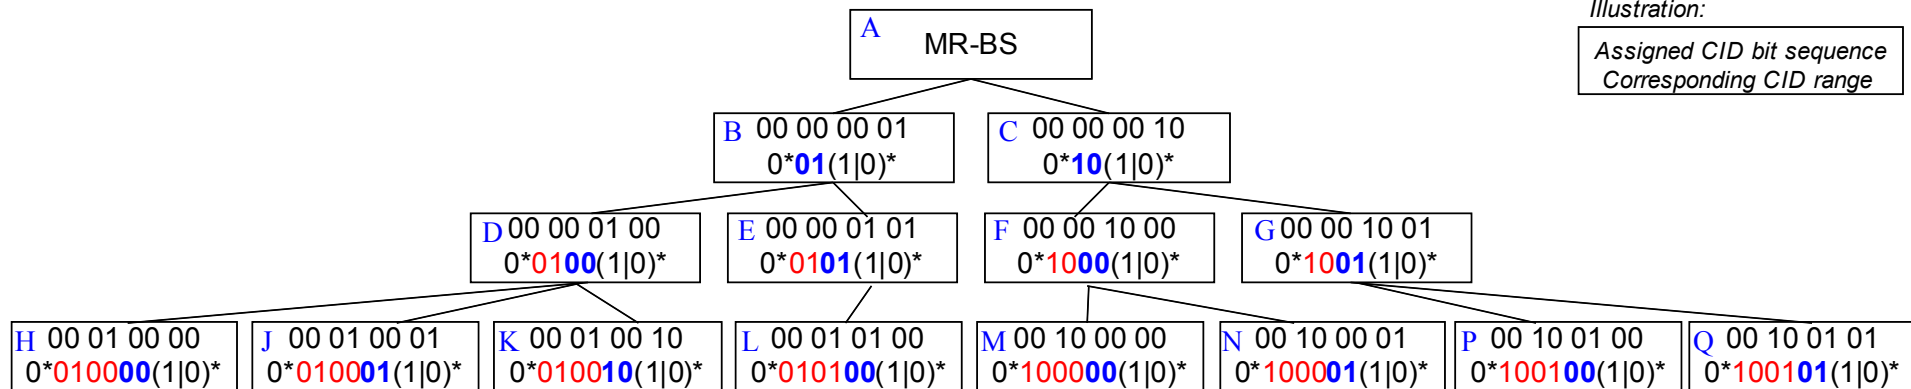 Illustration:
A MR-BS
Assigned CID bit sequence
Corresponding CID range
B 00 00 00 01
0*01(1|0)*
C 00 00 00 10
0*10(1|0)*
D 00 00 01 00
0*0100(1|0)*
E 00 00 01 01
0*0101(1|0)*
F 00 00 10 00
0*1000(1|0)*
G 00 00 10 01
0*1001(1|0)*
H 00 01 00 00
0*010000(1|0)*
J 00 01 00 01
0*010001(1|0)*
K 00 01 00 10
0*010010(1|0)*
L 00 01 01 00
0*010100(1|0)*
M 00 10 00 00
0*100000(1|0)*
N 00 10 00 01
0*100001(1|0)*
P 00 10 01 00
0*100100(1|0)*
Q 00 10 01 01
0*100101(1|0)*